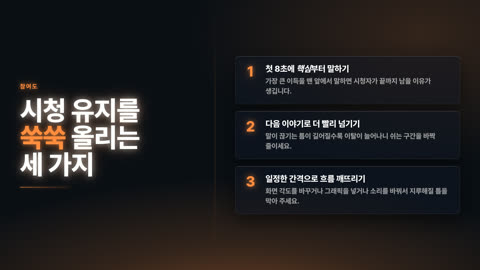 참여도
시청 유지를
쑥쑥 올리는
세 가지
1
첫 8초에 핵심부터 말하기
가장 큰 이득을 맨 앞에서 말하면 시청자가 끝까지 남을 이유가
생깁니다.
2
다음 이야기로 더 빨리 넘기기
말이 끊기는 틈이 길어질수록 이탈이 늘어나니 쉬는 구간을 바짝
줄이세요.
3
일정한 간격으로 흐름 깨뜨리기
화면 각도를 바꾸거나 그래픽을 넣거나 소리를 바꿔서 지루해질 틈을
막아 주세요.